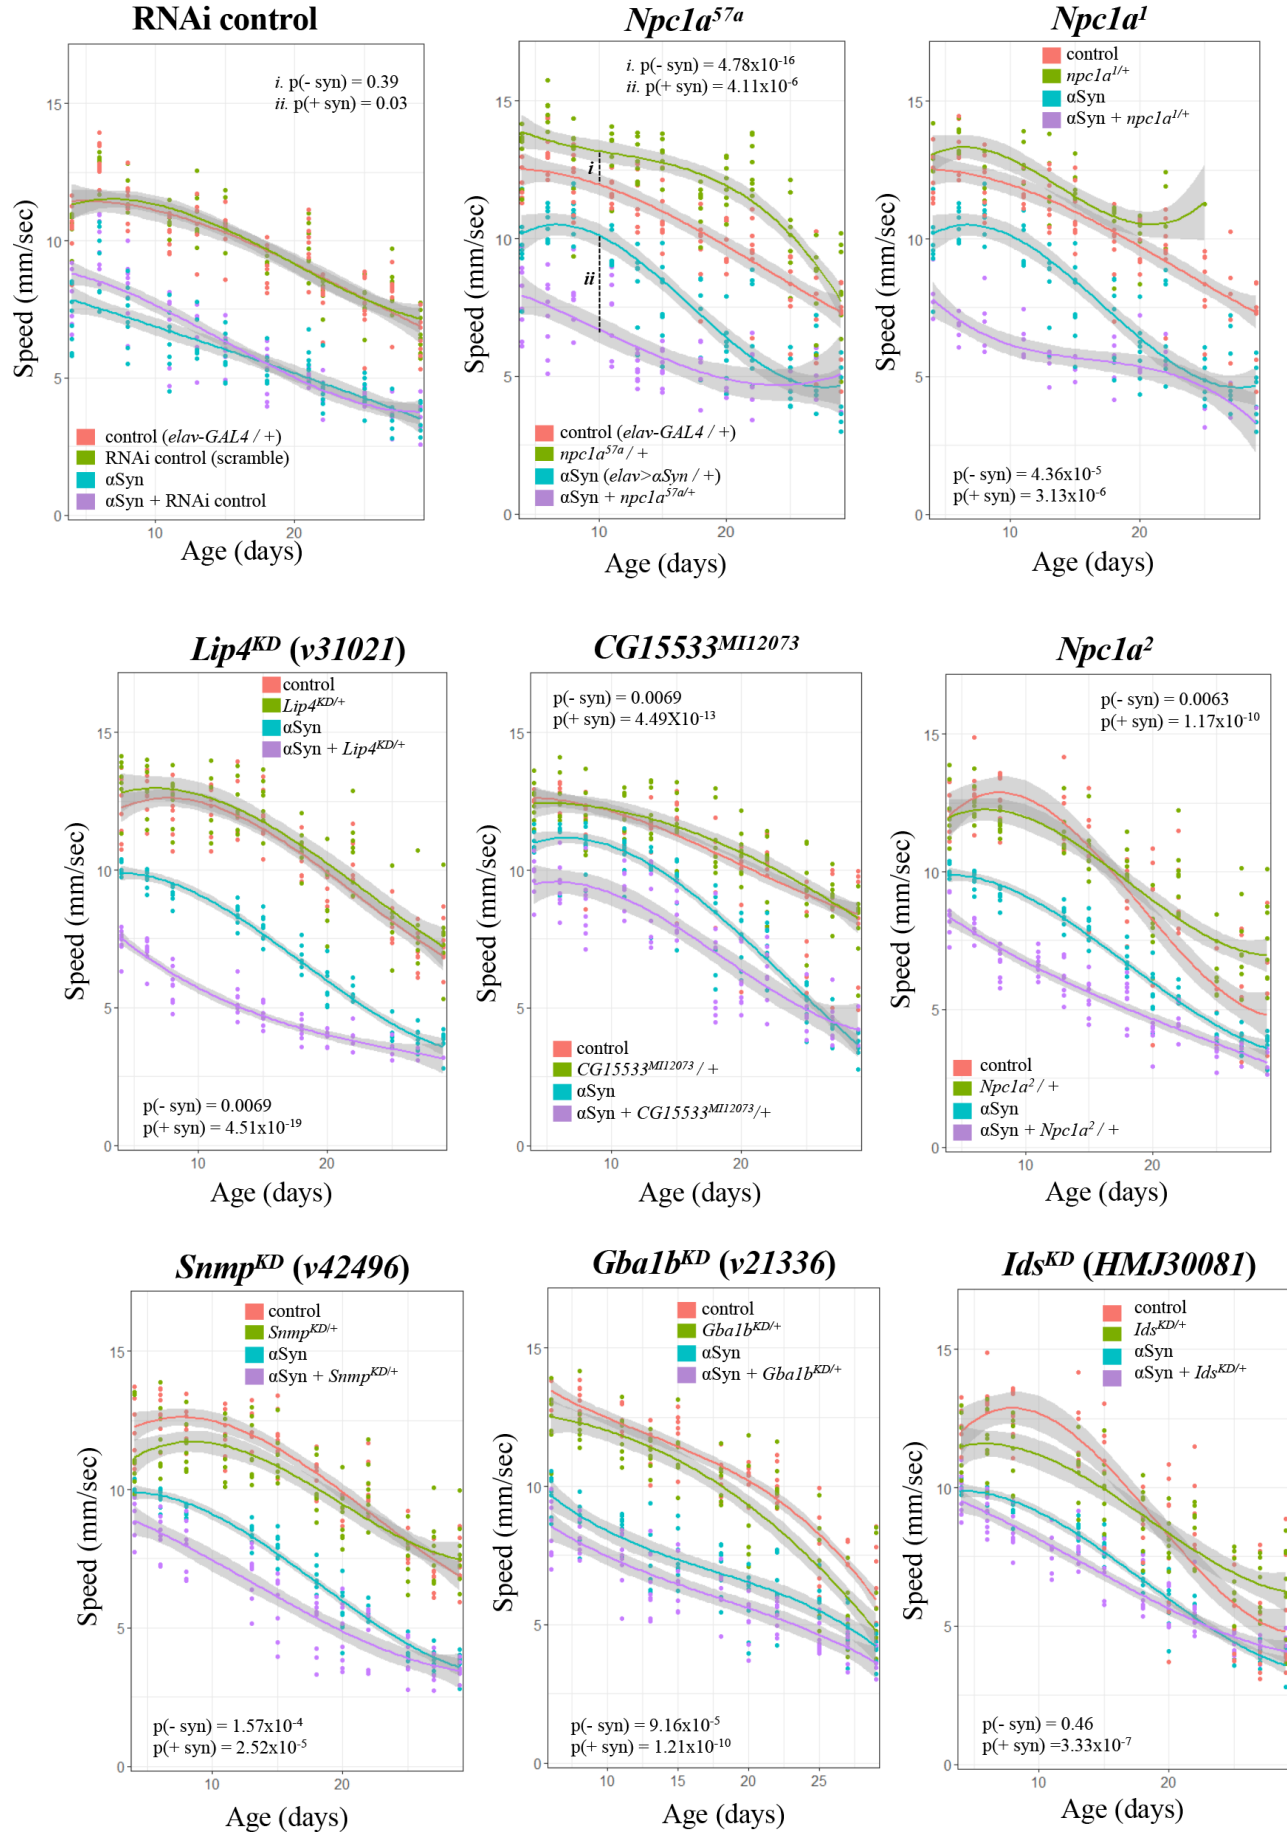 RNAi control
i. p(- syn) = 0.39
ii. p(+ syn) = 0.03
15
10
5
0
Speed (mm/sec)
control (elav-GAL4 / +)
RNAi control (scramble)
αSyn
αSyn + RNAi control
10
20
Age (days)
Npc1a57a
i. p(- syn) = 4.78x10-16
ii. p(+ syn) = 4.11x10-6
15
10
5
0
Speed (mm/sec)
i
ii
control (elav-GAL4 / +)
npc1a57a / +
αSyn (elav>αSyn / +)
αSyn + npc1a57a/+
10
20
Age (days)
Npc1a1
control
npc1a1/+
αSyn
αSyn + npc1a1/+
15
10
5
0
Speed (mm/sec)
p(- syn) = 4.36x10-5
p(+ syn) = 3.13x10-6
10
20
Age (days)
Lip4KD (v31021)
control
Lip4KD/+
αSyn
αSyn + Lip4KD/+
15
10
5
0
Speed (mm/sec)
p(- syn) = 0.0069
p(+ syn) = 4.51x10-19
10
20
Age (days)
CG15533MI12073
p(- syn) = 0.0069
p(+ syn) = 4.49X10-13
15
10
5
0
Speed (mm/sec)
control
CG15533MI12073 / +
αSyn
αSyn + CG15533MI12073/+
10
20
Age (days)
Npc1a2
p(- syn) = 0.0063
p(+ syn) = 1.17x10-10
15
10
5
0
Speed (mm/sec)
control
Npc1a2 / +
αSyn
αSyn + Npc1a2 / +
10
20
Age (days)
SnmpKD (v42496)
control
SnmpKD/+
αSyn
αSyn + SnmpKD/+
15
10
5
0
Speed (mm/sec)
p(- syn) = 1.57x10-4
p(+ syn) = 2.52x10-5
10
20
Age (days)
Gba1bKD (v21336)
control
Gba1bKD/+
αSyn
αSyn + Gba1bKD/+
15
10
5
0
Speed (mm/sec)
p(- syn) = 9.16x10-5
p(+ syn) = 1.21x10-10
10
15
20
25
Age (days)
IdsKD (HMJ30081)
control
IdsKD/+
αSyn
αSyn + IdsKD/+
15
10
5
0
Speed (mm/sec)
p(- syn) = 0.46
p(+ syn) =3.33x10-7
10
20
Age (days)